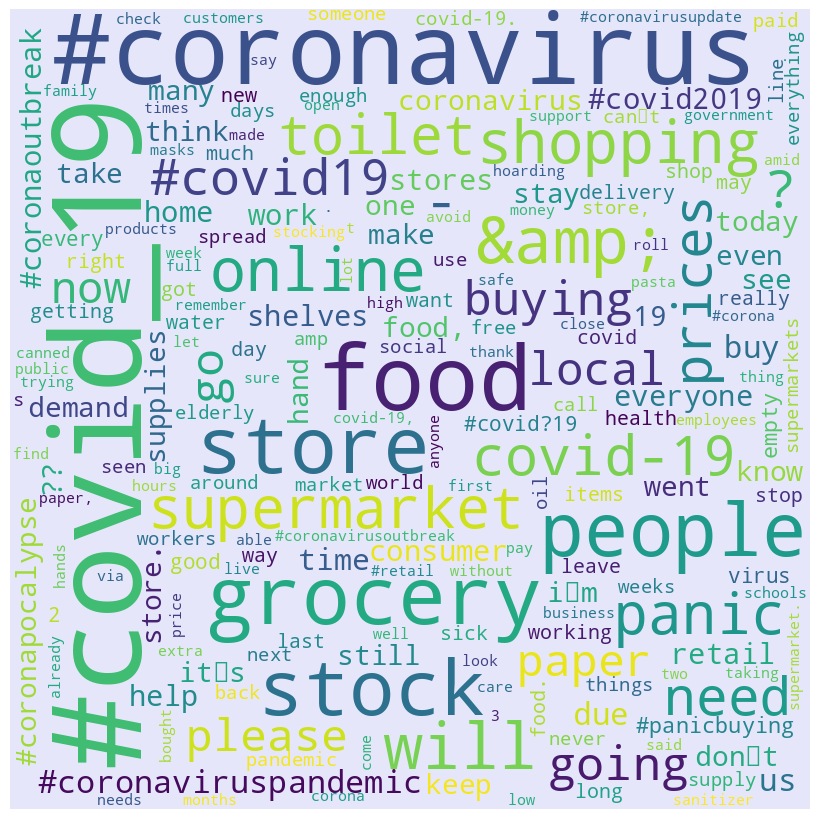 #coronavirus
#covid_19
check
customers
someone
covid-19.
#coronavirusupdate
paid
say
#coronaoutbreak
family
many
new
enough
coronavirus
#covid2019
line
everything
times
made
days
open
toilet
shopping
support
can▯t
government
think
masks
much
hoarding
amid
take
#covid19
stores
stay
delivery
shop
may
?
home
work
one
-
avoid
money
store,
today
products
.
stocking
t
make
&amp;
roll
prices
even
every
spread
use
right
week
full
lot
online
safe
pasta
see
now
got
high
want
buying
19.
really
getting
remember
water
shelves
food,
free
close
covid
#corona
let
day
amp
social
thank
buy
canned
public
trying
sure
food
local
thing
supplies
go
hand
everyone
supermarkets
s
demand
elderly
covid-19,
anyone
call
health
employees
#covid?19
empty
find
??
store
covid-19
know
seen
big
around
market
world
first
paper,
hours
supermarket
oil
items
went
stop
#coronapocalypse
hands
workers
able
#coronavirusoutbreak
pay
people
store.
good
way
time
consumer
leave
via
live
#retail
without
virus
2
price
grocery
i▯m
weeks
schools
business
panic
working
already
extra
last
well
sick
next
still
look
paper
retail
it▯s
stock
care
things
two
taking
supermarket.
help
back
3
food.
due
need
bought
please
come
will
never
#panicbuying
said
pandemic
going
don▯t
#coronaviruspandemic
keep
long
supply
us
needs
months
corona
low
sanitizer